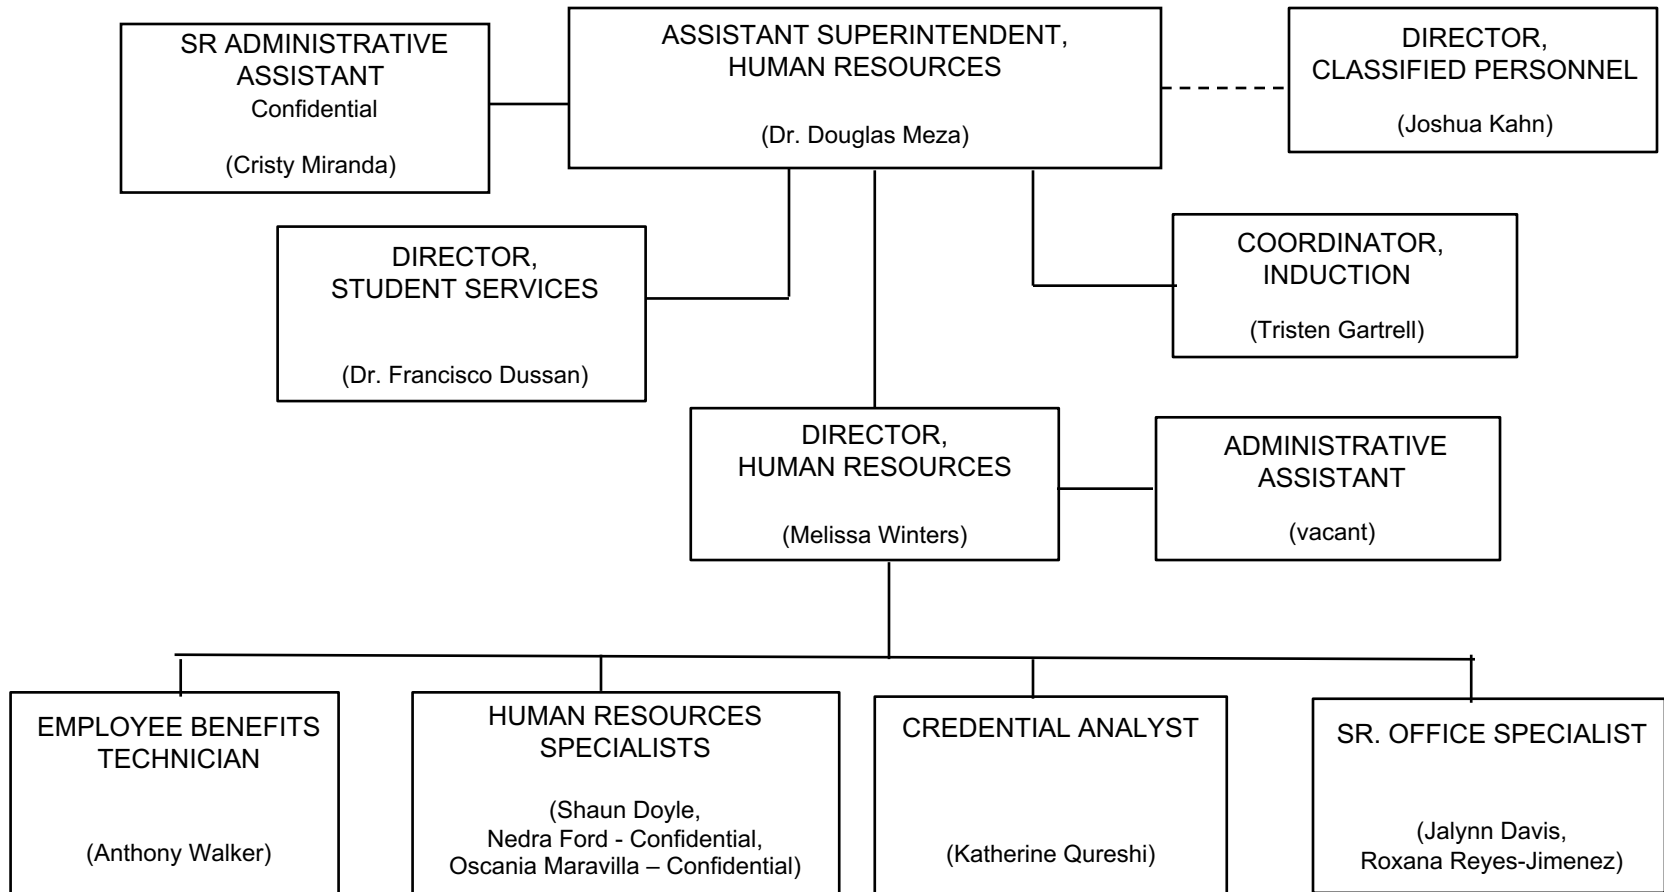 SR ADMINISTRATIVE
ASSISTANT
Confidential
(Cristy Miranda)
ASSISTANT SUPERINTENDENT,
HUMAN RESOURCES
(Dr. Douglas Meza)
DIRECTOR,
CLASSIFIED PERSONNEL
(Joshua Kahn)
DIRECTOR,
STUDENT SERVICES
(Dr. Francisco Dussan)
COORDINATOR,
INDUCTION
(Tristen Gartrell)
DIRECTOR,
HUMAN RESOURCES
(Melissa Winters)
ADMINISTRATIVE
ASSISTANT
(vacant)
EMPLOYEE BENEFITS
TECHNICIAN
(Anthony Walker)
HUMAN RESOURCES
SPECIALISTS
(Shaun Doyle,
Nedra Ford - Confidential,
Oscania Maravilla – Confidential)
CREDENTIAL ANALYST
(Katherine Qureshi)
SR. OFFICE SPECIALIST
(Jalynn Davis,
Roxana Reyes-Jimenez)